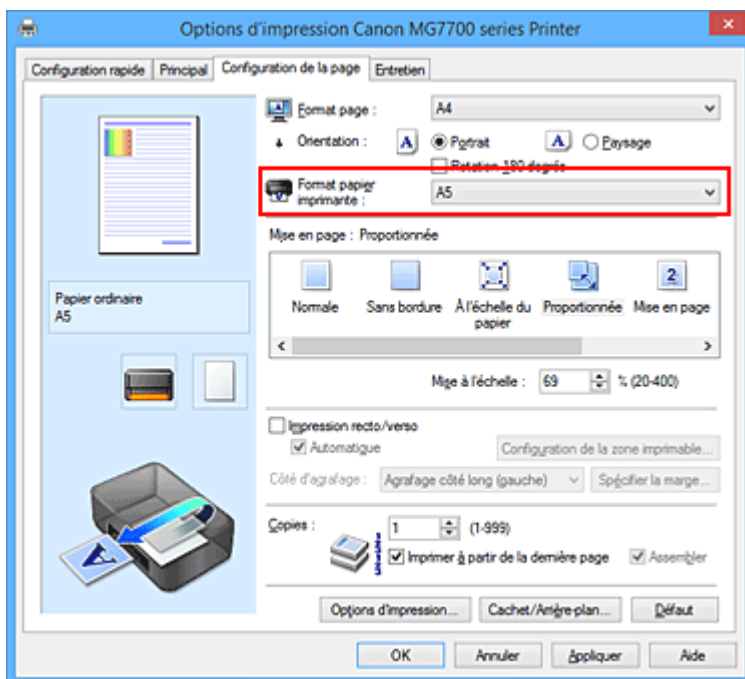 Options d'impression Canon MG7700 series Printer
Configuration rapide Principal Configuration de la page Entretien
Format page : A4
Orientation : A Portrait A Paysage
Rotation 180 degrés
Format papier
imprimante : A5
Mise en page : Proportionnée
Normale Sans bordure À l'échelle du
papier Proportionnée Mise en page
Papier ordinaire
A5
Mise à l'échelle : 69 % (20-400)
Impression recto/verso
Automatique Configuration de la zone imprimable...
Côté d'agrafage : Agrafage côté long (gauche) Spécifier la marge...
Copies : 1 (1-999)
Imprimer à partir de la dernière page Assembler
Options d'impression... Cachet/Arrière-plan... Défaut
OK Annuler Appliquer Aide